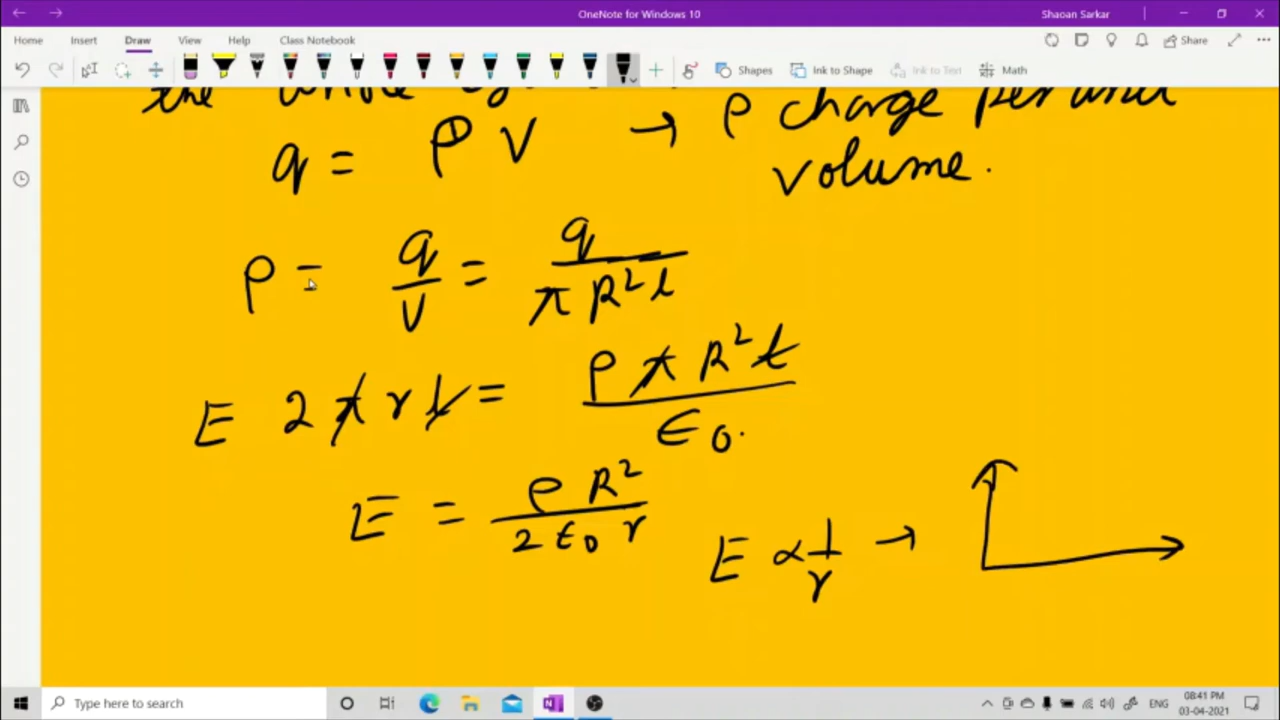 OneNote for Windows 10
Shaoan Sarkar
Home Insert Draw View Help Class Notebook
Share
Shapes Ink to Shape Ink to Text Math
the whole
ρ charge per unit
q = ρ V → volume.
ρ = q/V = q/πR²l
E 2πrl = ρπR²l/ϵ0.
E = ρR²/2ϵ0r
E ∝ 1/r →
Type here to search
ENG
08:41 PM
03-04-2021